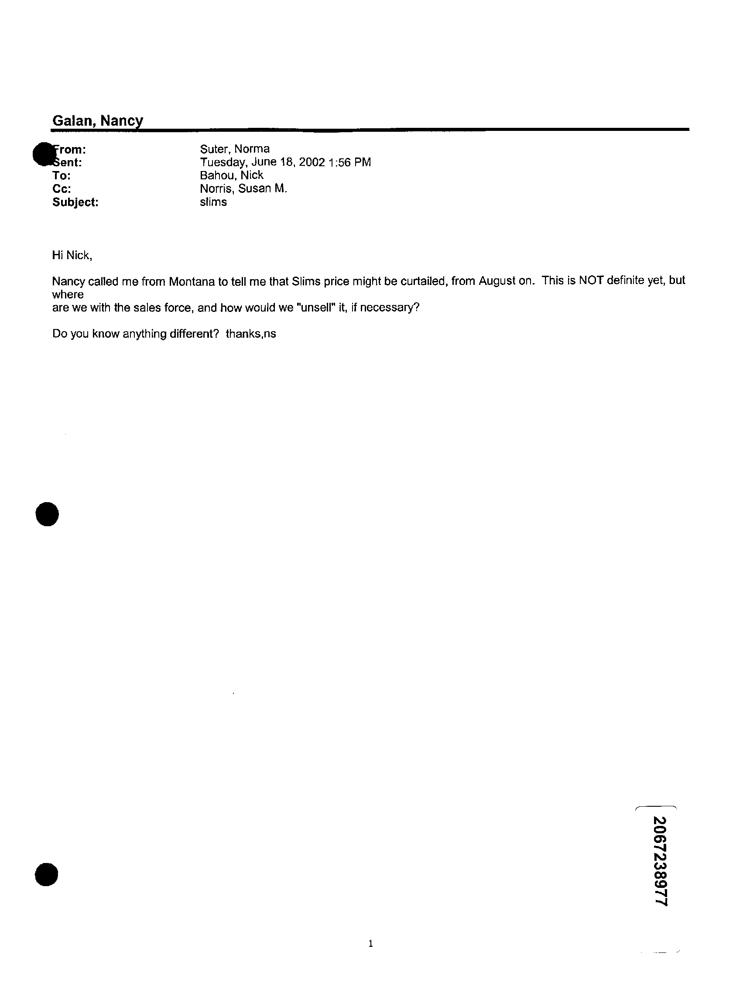 Galan, Nancy
From: Suter, Norma
Sent: Tuesday, June 18, 2002 1:56 PM
To: Bahou, Nick
Cc: Norris, Susan M.
Subject: slims
Hi Nick,
Nancy called me from Montana to tell me that Slims price might be curtailed, from August on. This is NOT definite yet, but
where
are we with the sales force, and how would we "unsell" it, if necessary?
Do you know anything different? thanks,ns
2067238977
1